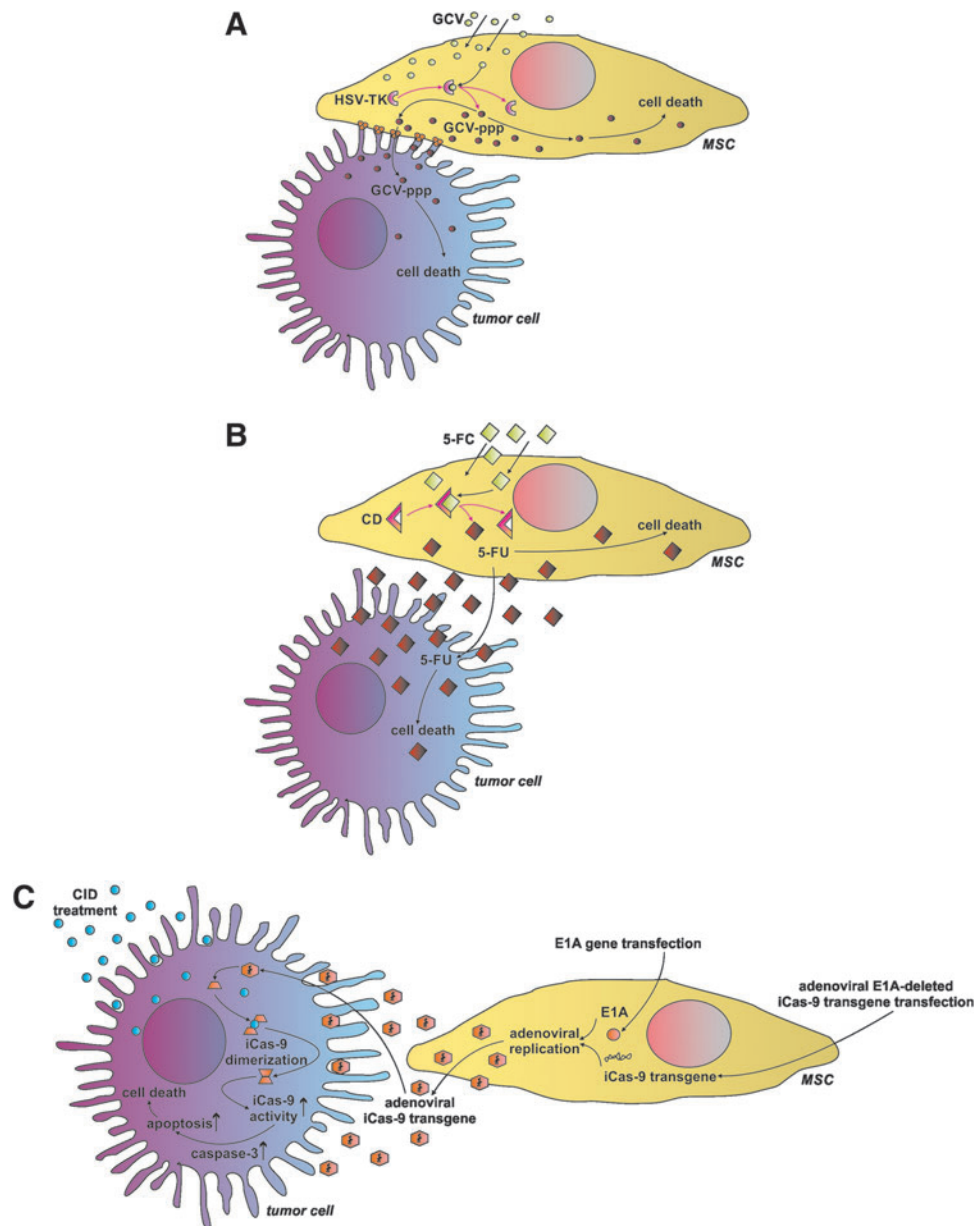 A
GCV
HSV-TK
GCV-ppp
cell death
MSC
GCV-ppp
cell death
tumor cell
B
5-FC
CD
5-FU
cell death
MSC
5-FU
cell death
tumor cell
C
CID
treatment
E1A gene transfection
adenoviral E1A-deleted
iCas-9 transgene transfection
E1A
adenoviral
replication
iCas-9 transgene
MSC
iCas-9
dimerization
cell death
iCas-9
activity
apoptosis
caspase-3
adenoviral
iCas-9 transgene
tumor cell